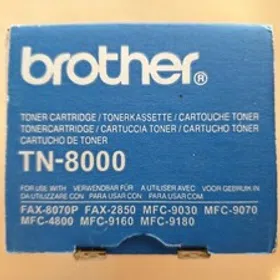 brother®
TONER CARTRIDGE / TONERKASSETTE / CARTOUCHE TONER
TONERCARTRIDGE / CARTUCCIA TONER / CARTUCHO TONER
CARTUCHO DE TONER
TN-8000
FOR USE WITH VERWENDBAR FÜR A UTILISER AVEC VOOR GEBRUIK IN
DA UTILIZZARE CON PARA USARSE CON PARA USAR COM
FAX-8070P FAX-2850 MFC-9030 MFC-9070
MFC-4800 MFC-9160 MFC-9180